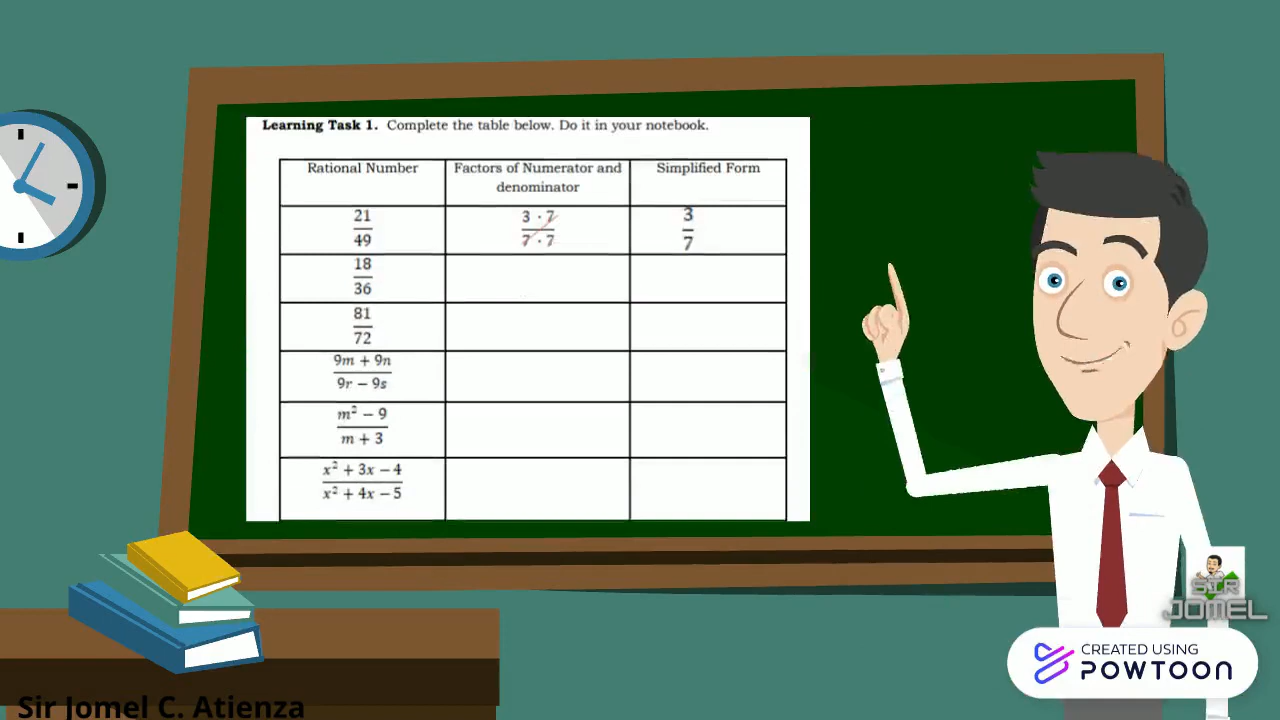 Learning Task 1. Complete the table below. Do it in your notebook.
Rational Number
Factors of Numerator and
denominator
Simplified Form
21
49
3 · 7
7 · 7
3
7
18
36
81
72
9m + 9n
9r − 9s
m² − 9
m + 3
x² + 3x − 4
x² + 4x − 5
SIR
JOMEL
CREATED USING
POWTOON
Sir Jomel C. Atienza